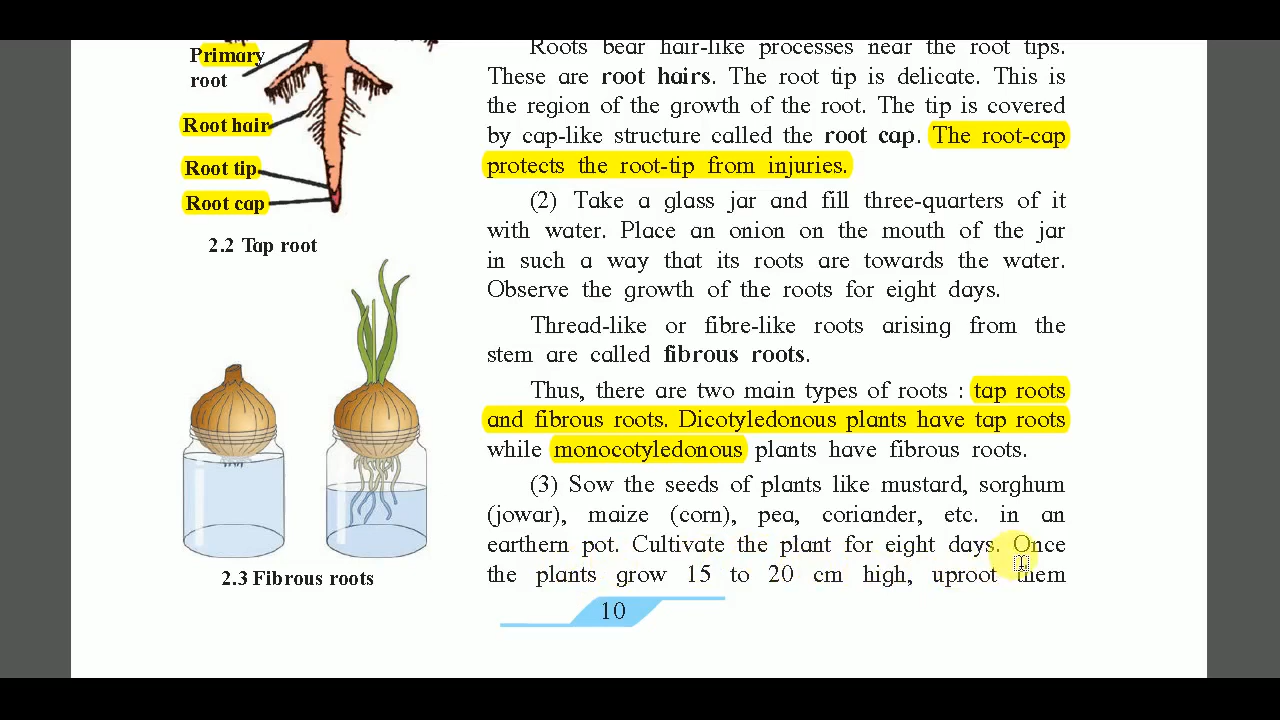 Primary
root
Root hair
Root tip
Root cap
2.2 Tap root
2.3 Fibrous roots
Roots bear hair-like processes near the root tips.
These are root hairs. The root tip is delicate. This is
the region of the growth of the root. The tip is covered
by cap-like structure called the root cap. The root-cap
protects the root-tip from injuries.
(2) Take a glass jar and fill three-quarters of it
with water. Place an onion on the mouth of the jar
in such a way that its roots are towards the water.
Observe the growth of the roots for eight days.
Thread-like or fibre-like roots arising from the
stem are called fibrous roots.
Thus, there are two main types of roots : tap roots
and fibrous roots. Dicotyledonous plants have tap roots
while monocotyledonous plants have fibrous roots.
(3) Sow the seeds of plants like mustard, sorghum
(jowar), maize (corn), pea, coriander, etc. in an
earthern pot. Cultivate the plant for eight days. Once
the plants grow 15 to 20 cm high, uproot them
10